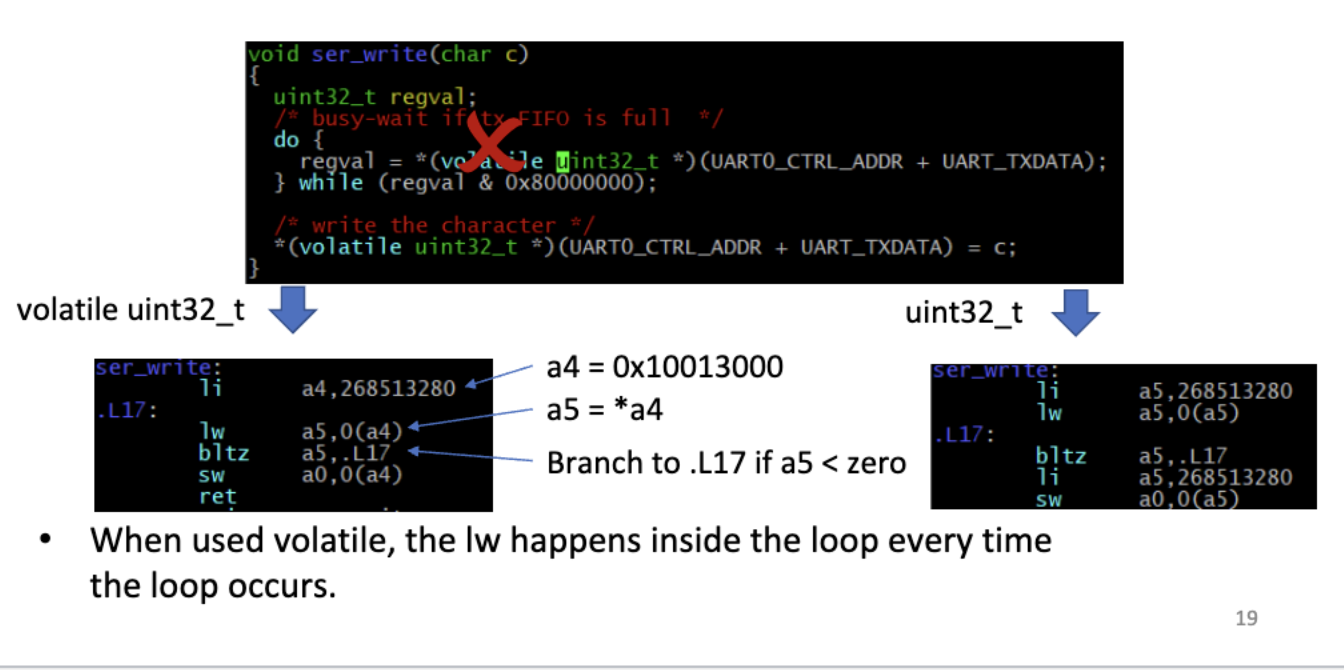 void ser_write(char c)
{
  uint32_t regval;
  /* busy-wait if tx FIFO is full  */
  do {
    regval = *(volatile uint32_t *)(UART0_CTRL_ADDR + UART_TXDATA);
  } while (regval & 0x80000000);
  /* write the character */
  *(volatile uint32_t *)(UART0_CTRL_ADDR + UART_TXDATA) = c;
}
volatile uint32_t
uint32_t
ser_write:
li a4,268513280
.L17:
lw a5,0(a4)
bltz a5,.L17
sw a0,0(a4)
ret
a4 = 0x10013000
a5 = *a4
Branch to .L17 if a5 < zero
ser_write:
li a5,268513280
lw a5,0(a5)
.L17:
bltz a5,.L17
li a5,268513280
sw a0,0(a5)
• When used volatile, the lw happens inside the loop every time
the loop occurs.
19